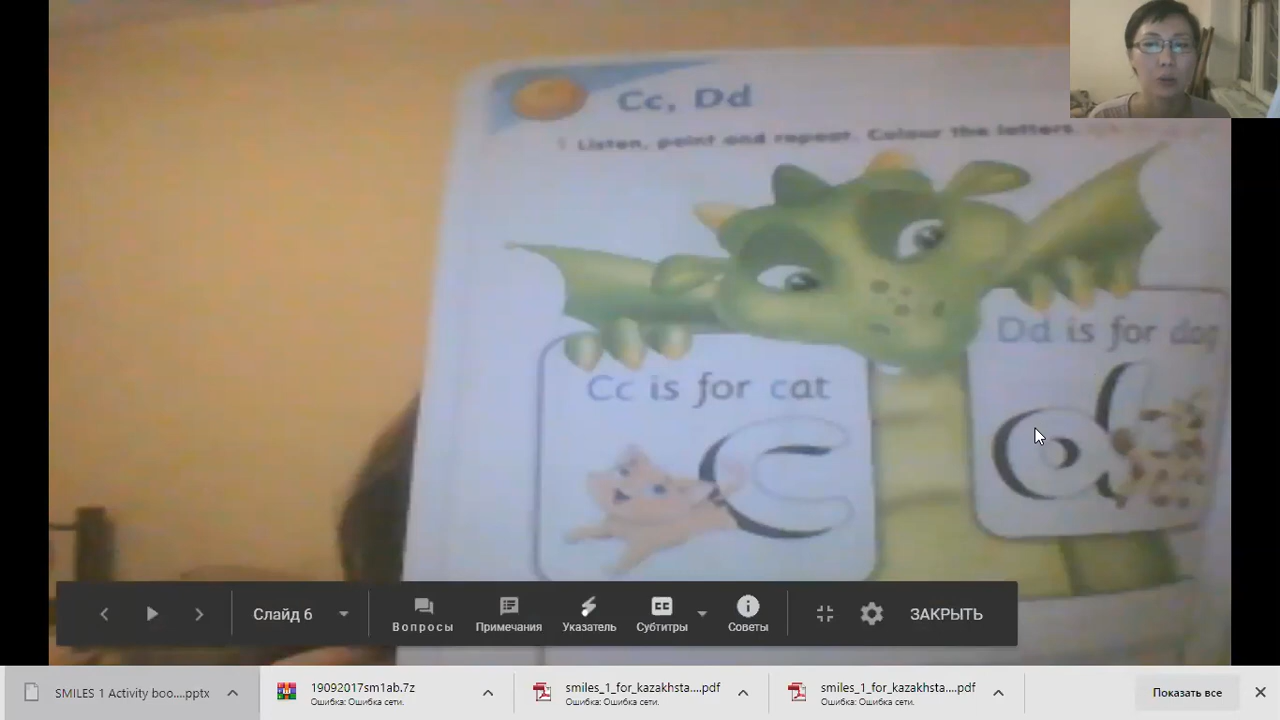 Cc, Dd
Listen, point and repeat. Colour the letters.
Dd is for dog
Cc is for cat
c
d
Слайд 6
Вопросы
Примечания
Указатель
CC
Субтитры
Советы
ЗАКРЫТЬ
SMILES 1 Activity boo....pptx
19092017sm1ab.7z
Ошибка: Ошибка сети.
smiles_1_for_kazakhsta....pdf
Ошибка: Ошибка сети.
smiles_1_for_kazakhsta....pdf
Ошибка: Ошибка сети.
Показать все